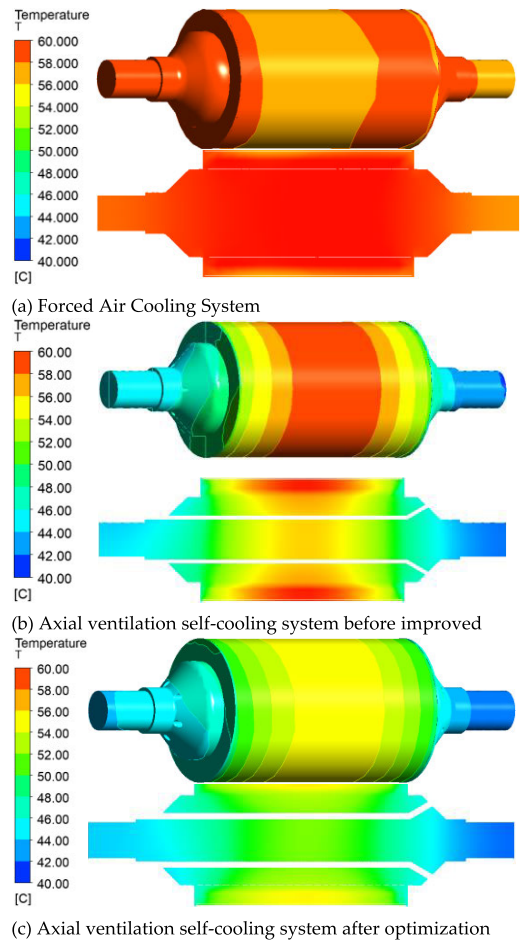 Temperature
T
60.000
58.000
56.000
54.000
52.000
50.000
48.000
46.000
44.000
42.000
40.000
[C]
(a) Forced Air Cooling System
Temperature
T
60.00
58.00
56.00
54.00
52.00
50.00
48.00
46.00
44.00
42.00
40.00
[C]
(b) Axial ventilation self-cooling system before improved
Temperature
T
60.00
58.00
56.00
54.00
52.00
50.00
48.00
46.00
44.00
42.00
40.00
[C]
(c) Axial ventilation self-cooling system after optimization